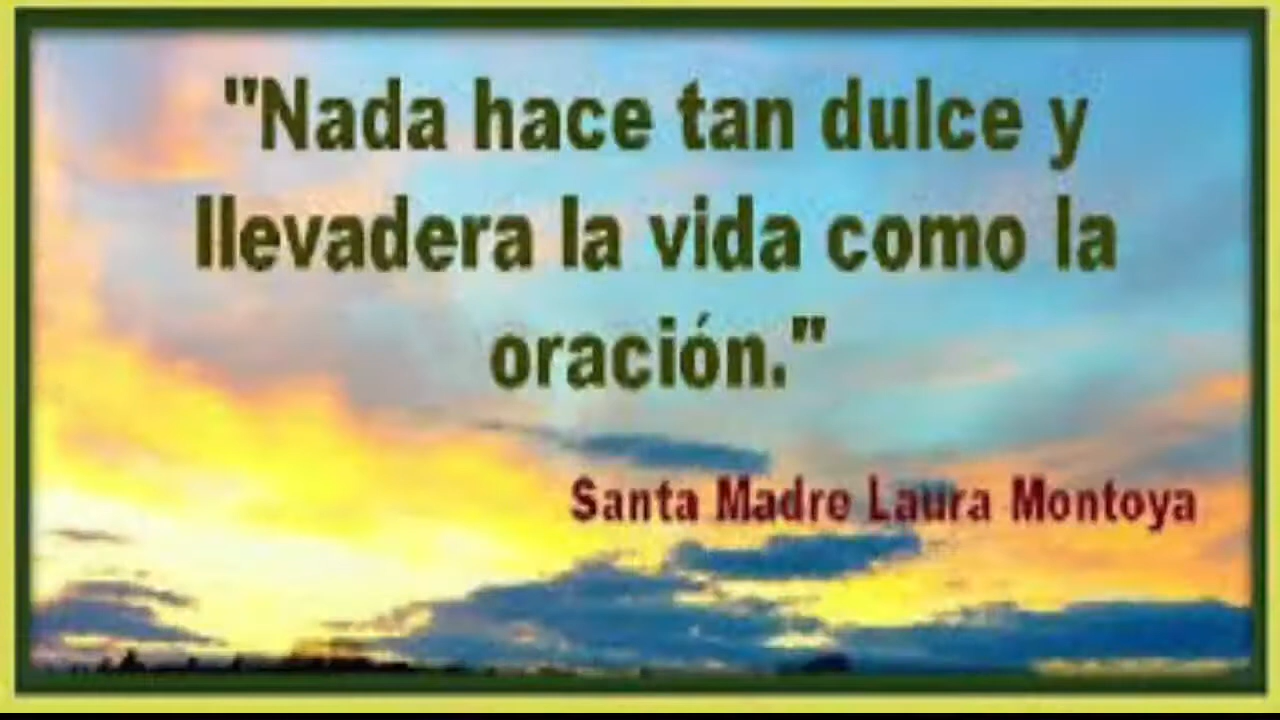 "Nada hace tan dulce y
llevadera la vida como la
oración."
Santa Madre Laura Montoya